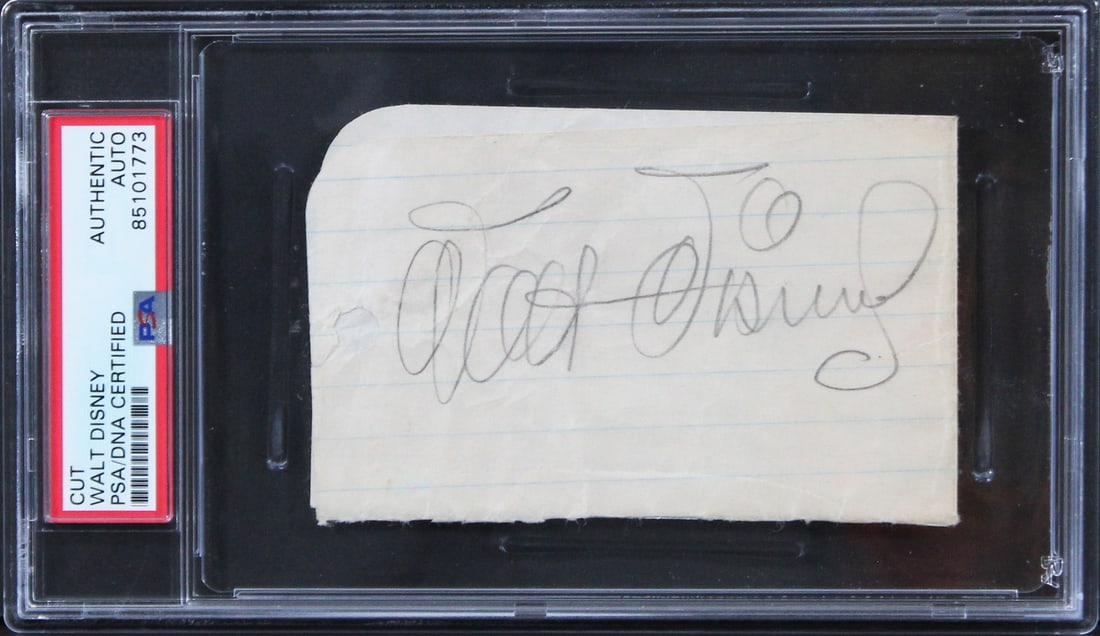 CUT
WALT DISNEY
PSA/DNA CERTIFIED
AUTHENTIC
AUTO
85101773
PSA
Walt Disney